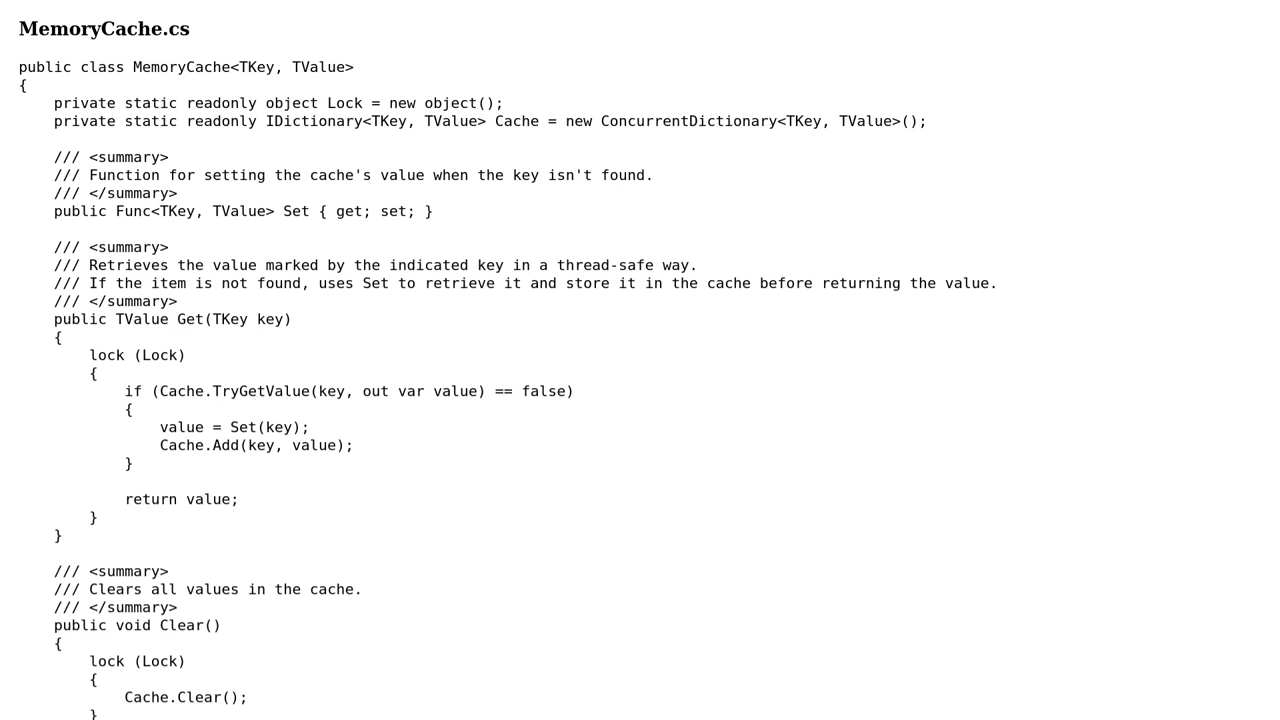 MemoryCache.cs
public class MemoryCache<TKey, TValue>
{
    private static readonly object Lock = new object();
    private static readonly IDictionary<TKey, TValue> Cache = new ConcurrentDictionary<TKey, TValue>();

    /// <summary>
    /// Function for setting the cache's value when the key isn't found.
    /// </summary>
    public Func<TKey, TValue> Set { get; set; }

    /// <summary>
    /// Retrieves the value marked by the indicated key in a thread-safe way.
    /// If the item is not found, uses Set to retrieve it and store it in the cache before returning the value.
    /// </summary>
    public TValue Get(TKey key)
    {
        lock (Lock)
        {
            if (Cache.TryGetValue(key, out var value) == false)
            {
                value = Set(key);
                Cache.Add(key, value);
            }

            return value;
        }
    }

    /// <summary>
    /// Clears all values in the cache.
    /// </summary>
    public void Clear()
    {
        lock (Lock)
        {
            Cache.Clear();
        }